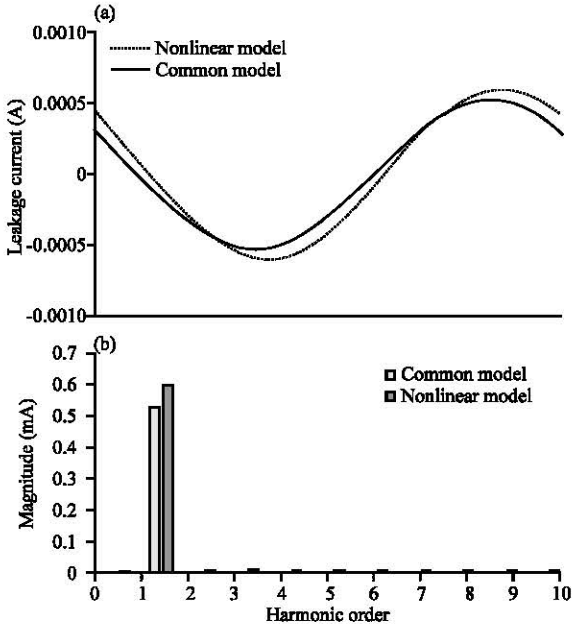 (a)
0.0010
0.0005
0
-0.0005
-0.0010
Leakage current (A)
Nonlinear model
Common model
(b)
0.7
0.6
0.5
0.4
0.3
0.2
0.1
0
Magnitude (mA)
Common model
Nonlinear model
0 1 2 3 4 5 6 7 8 9 10
Harmonic order